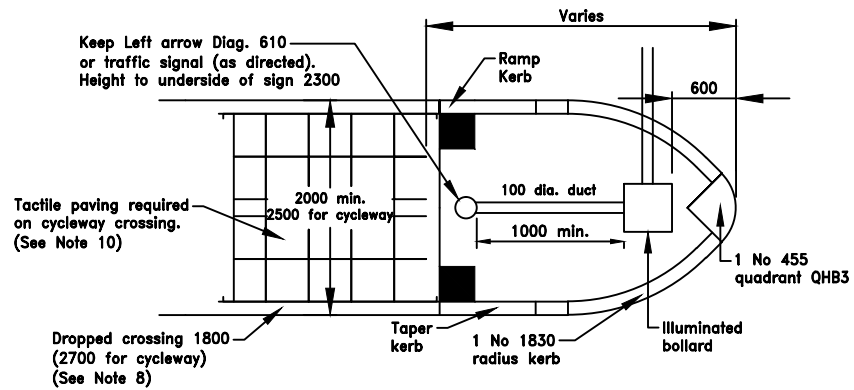 Varies
Keep Left arrow Diag. 610
or traffic signal (as directed).
Height to underside of sign 2300
Ramp
Kerb
600
Tactile paving required
on cycleway crossing.
(See Note 10)
2000 min.
2500 for cycleway
100 dia. duct
1000 min.
1 No 455
quadrant QHB3
Dropped crossing 1800
(2700 for cycleway)
(See Note 8)
Taper
kerb
1 No 1830
radius kerb
Illuminated
bollard